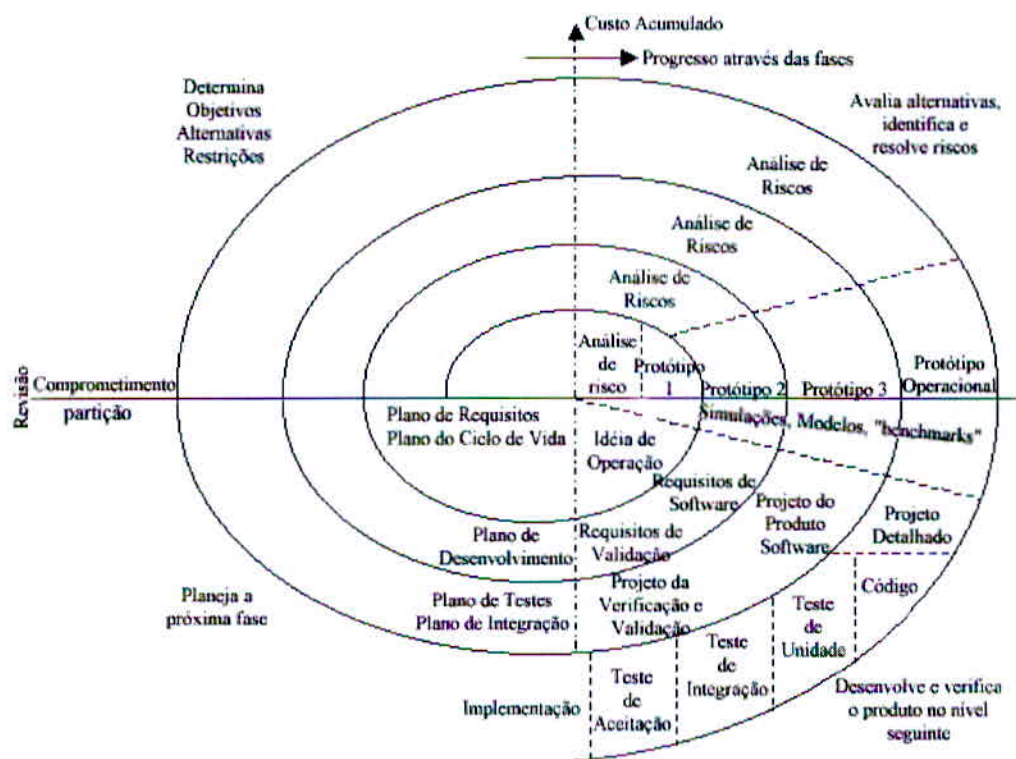 Custo Acumulado
Progresso através das fases
Determina
Objetivos
Alternativas
Restrições
Avalia alternativas,
identifica e
resolve riscos
Análise de
Riscos
Análise de
Riscos
Análise de
Riscos
Análise
de
risco
Protótipo
1
Protótipo 2
Protótipo 3
Protótipo
Operacional
Revisão
Comprometimento
partição
Simulações, Modelos, "benchmarks"
Plano de Requisitos
Plano do Ciclo de Vida
Idéia de
Operação
Requisitos de
Software
Projeto do
Produto
Software
Projeto
Detalhado
Plano de
Desenvolvimento
Requisitos de
Validação
Código
Planeja a
próxima fase
Plano de Testes
Plano de Integração
Projeto da
Verificação e
Validação
Teste
de
Unidade
Teste
de
Integração
Teste
de
Aceitação
Implementação
Desenvolve e verifica
o produto no nível
seguinte